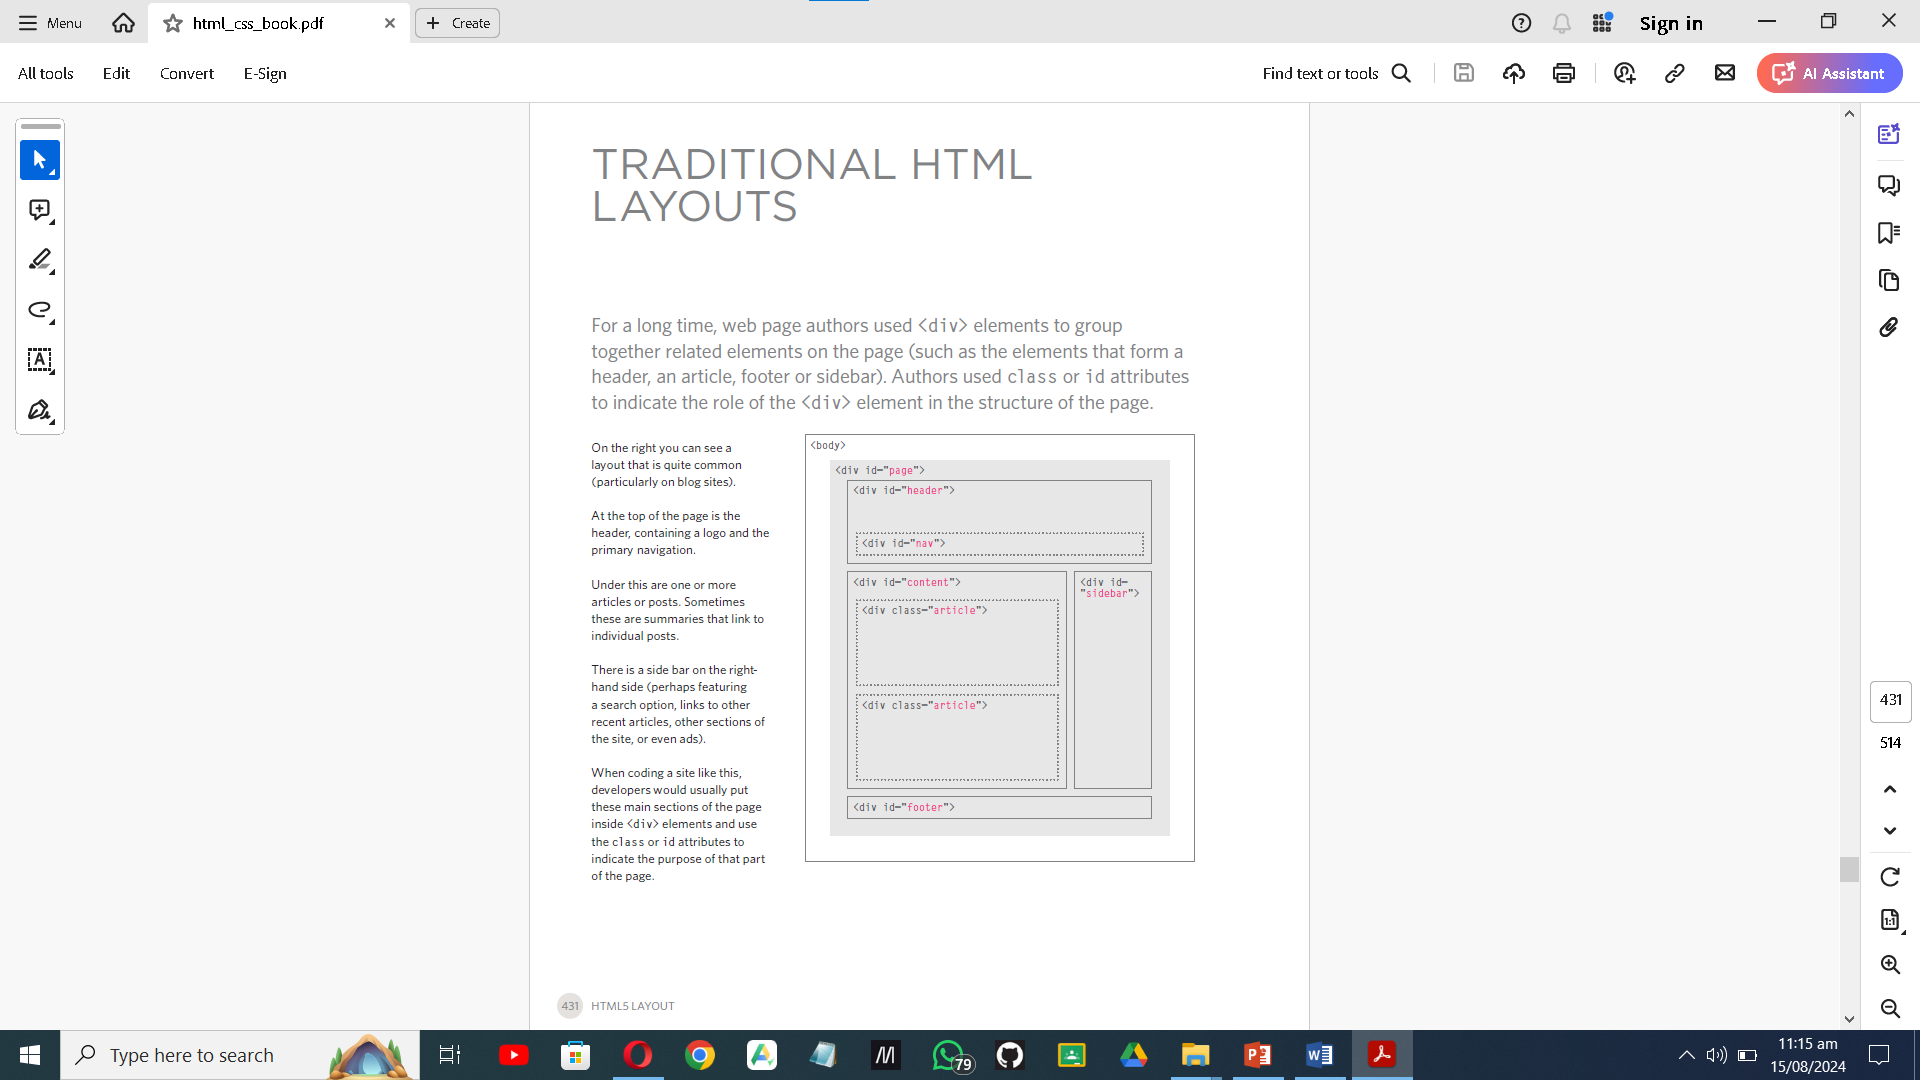 Menu
html_css_book.pdf
Create
Sign in
All tools
Edit
Convert
E-Sign
Find text or tools
AI Assistant
TRADITIONAL HTML
LAYOUTS
For a long time, web page authors used <div> elements to group
together related elements on the page (such as the elements that form a
header, an article, footer or sidebar). Authors used class or id attributes
to indicate the role of the <div> element in the structure of the page.
On the right you can see a
layout that is quite common
(particularly on blog sites).
At the top of the page is the
header, containing a logo and the
primary navigation.
Under this are one or more
articles or posts. Sometimes
these are summaries that link to
individual posts.
There is a side bar on the right-
hand side (perhaps featuring
a search option, links to other
recent articles, other sections of
the site, or even ads).
When coding a site like this,
developers would usually put
these main sections of the page
inside <div> elements and use
the class or id attributes to
indicate the purpose of that part
of the page.
<body>
<div id="page">
<div id="header">
<div id="nav">
<div id="content">
<div id=
"sidebar">
<div class="article">
<div class="article">
<div id="footer">
431 HTML5 LAYOUT
431
514
Type here to search
79
11:15 am
15/08/2024